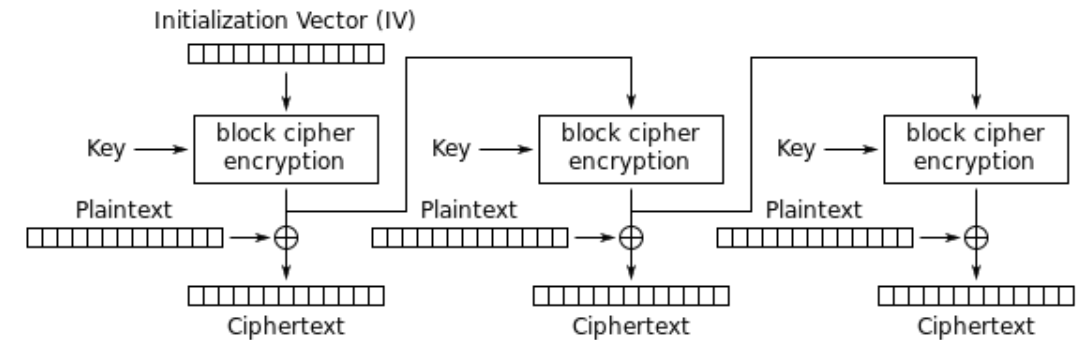 Initialization Vector (IV)
Key
block cipher
encryption
Key
block cipher
encryption
Key
block cipher
encryption
Plaintext
Plaintext
Plaintext
Ciphertext
Ciphertext
Ciphertext